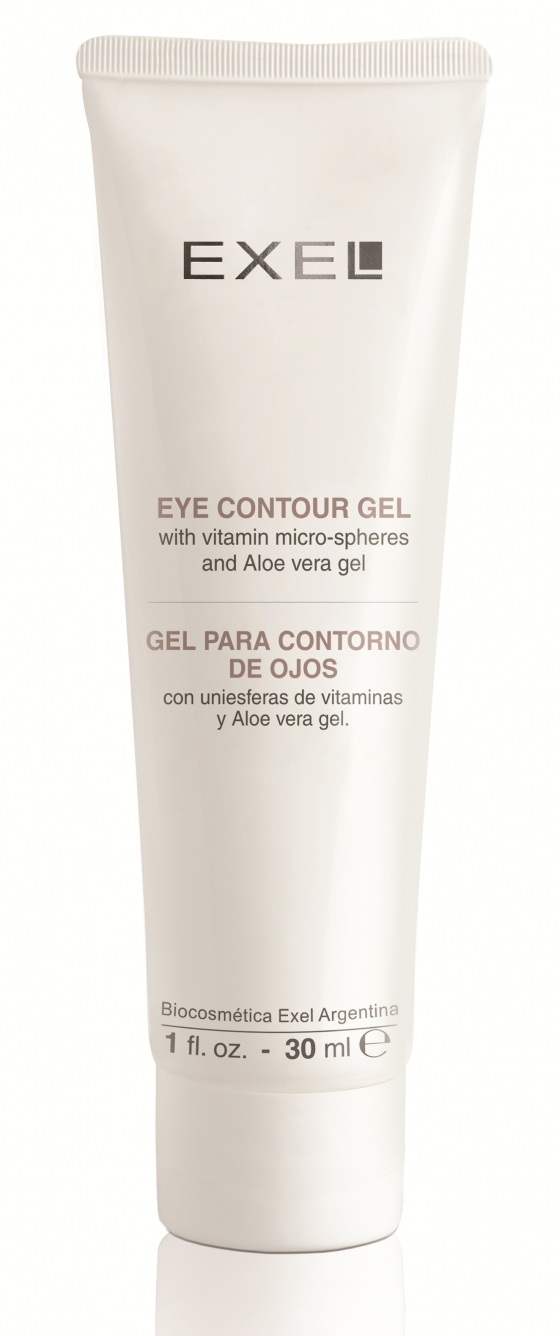 EXEL
EYE CONTOUR GEL
with vitamin micro-spheres
and Aloe vera gel
GEL PARA CONTORNO
DE OJOS
con uniesferas de vitaminas
y Aloe vera gel.
Biocosmética Exel Argentina
1 fl. oz. - 30 ml ℮